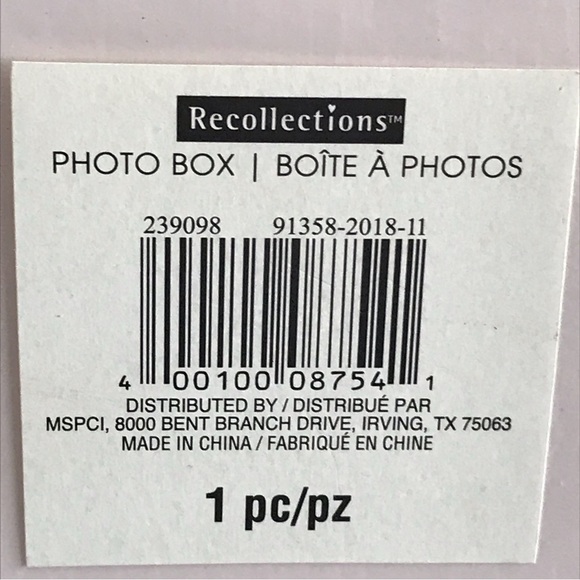 Recollections™
PHOTO BOX | BOÎTE À PHOTOS
239098 91358-2018-11
4 00100 08754 1
DISTRIBUTED BY / DISTRIBUÉ PAR
MSPCI, 8000 BENT BRANCH DRIVE, IRVING, TX 75063
MADE IN CHINA / FABRIQUÉ EN CHINE
1 pc/pz